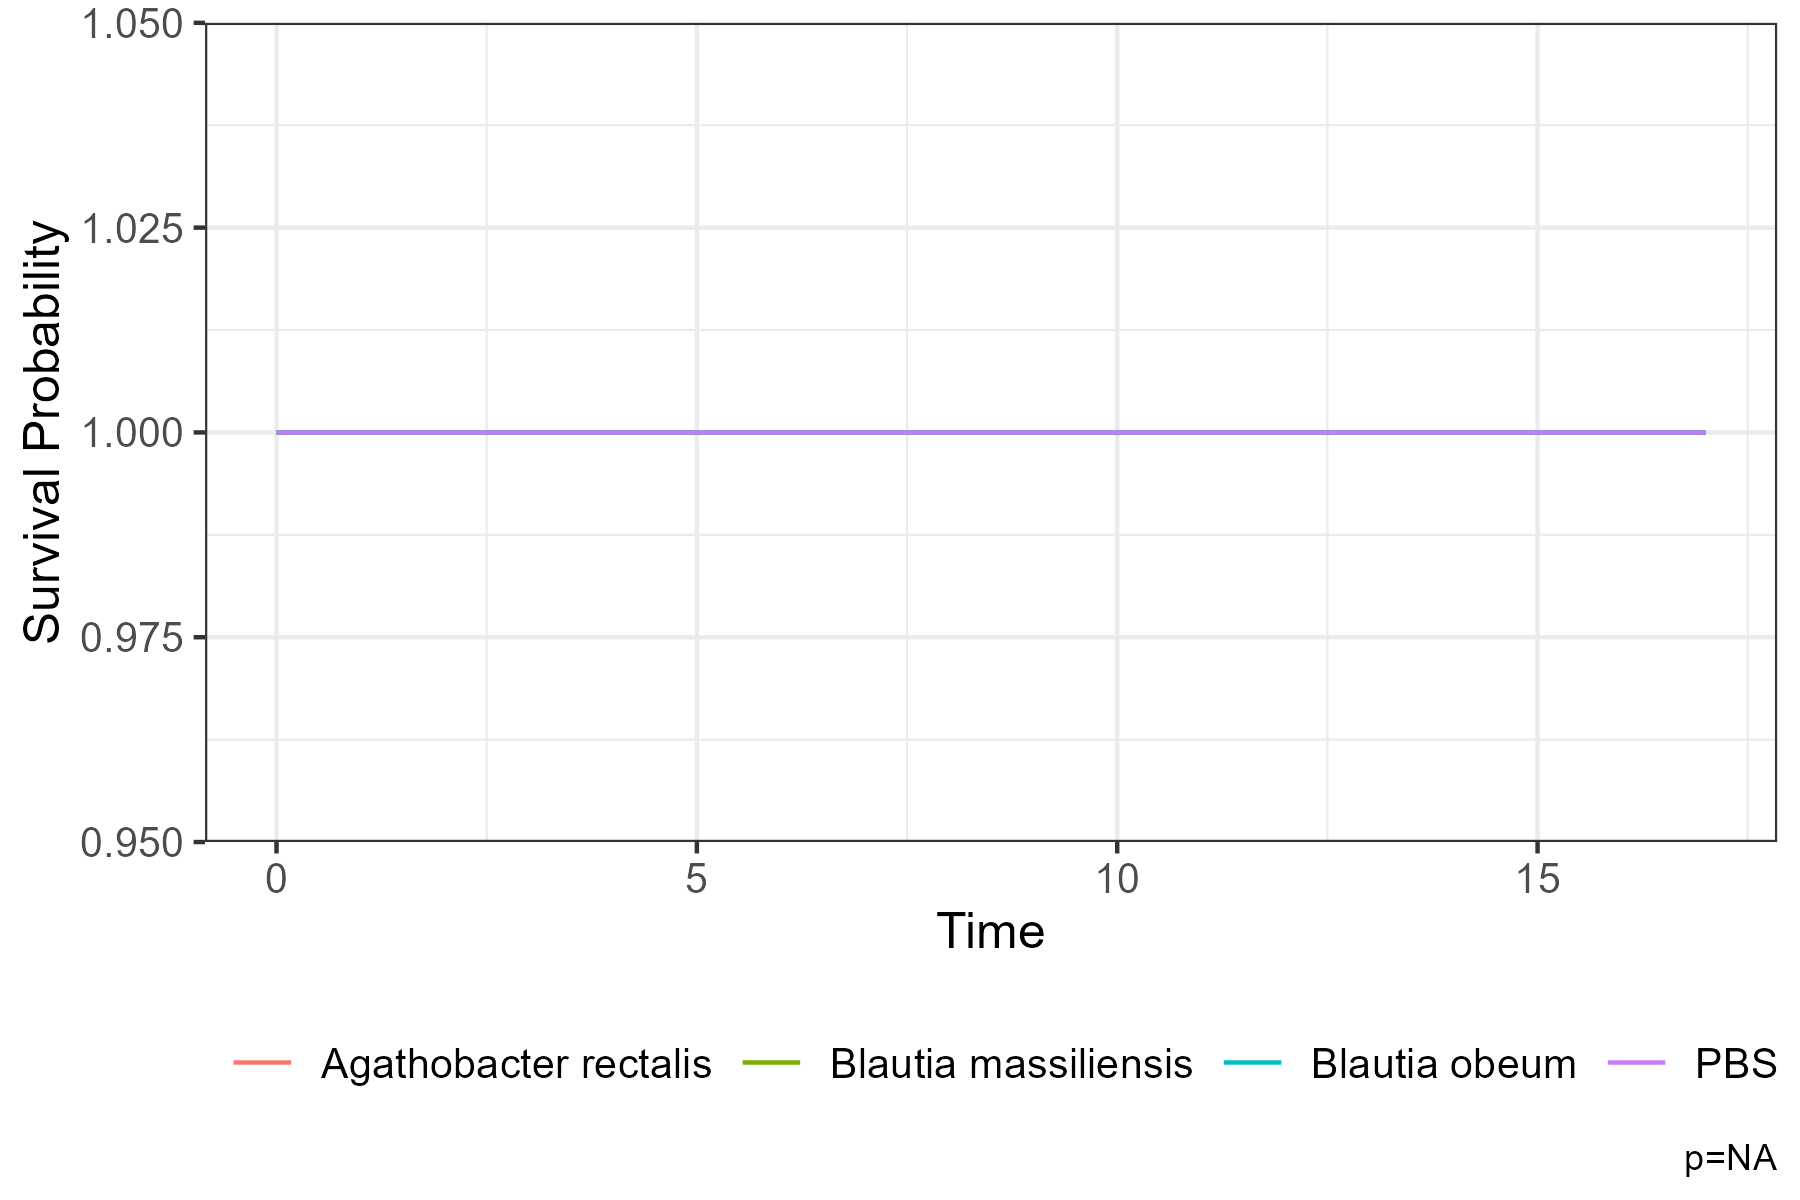 1.050
1.025
1.000
0.975
0.950
Survival Probability
0 5 10 15
Time
Agathobacter rectalis Blautia massiliensis Blautia obeum PBS
p=NA